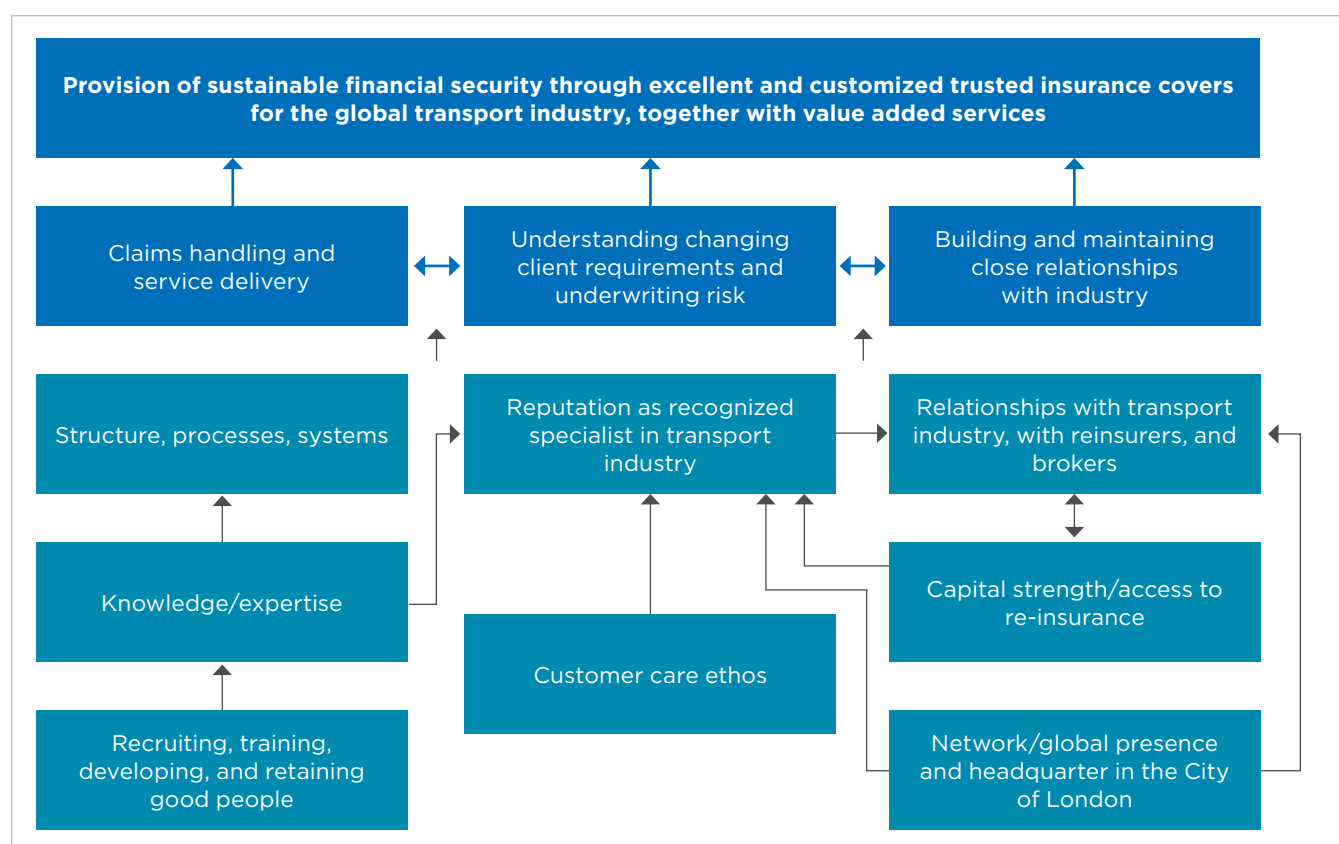 Provision of sustainable financial security through excellent and customized trusted insurance covers
for the global transport industry, together with value added services
Claims handling and
service delivery
Understanding changing
client requirements and
underwriting risk
Building and maintaining
close relationships
with industry
Structure, processes, systems
Reputation as recognized
specialist in transport
industry
Relationships with transport
industry, with reinsurers, and
brokers
Knowledge/expertise
Capital strength/access to
re-insurance
Customer care ethos
Recruiting, training,
developing, and retaining
good people
Network/global presence
and headquarter in the City
of London